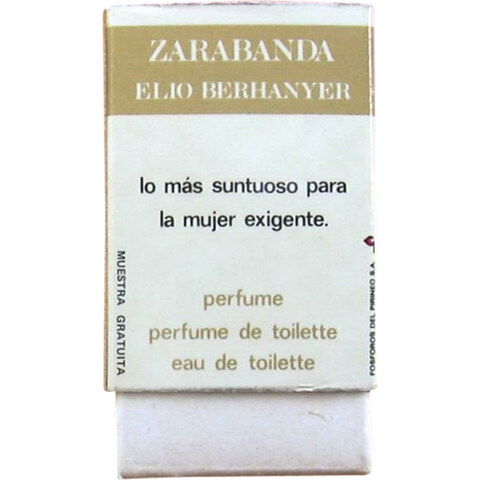 ZARABANDA
ELIO BERHANYER
lo más suntuoso para
la mujer exigente.
perfume
perfume de toilette
eau de toilette
MUESTRA GRATUITA
FOSFOROS DEL PIRINEO S.A.